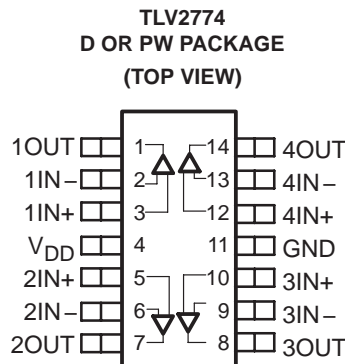 TLV2774
D OR PW PACKAGE
(TOP VIEW)
1OUT 1 14 4OUT
1IN− 2 13 4IN−
1IN+ 3 12 4IN+
VDD 4 11 GND
2IN+ 5 10 3IN+
2IN− 6 9 3IN−
2OUT 7 8 3OUT